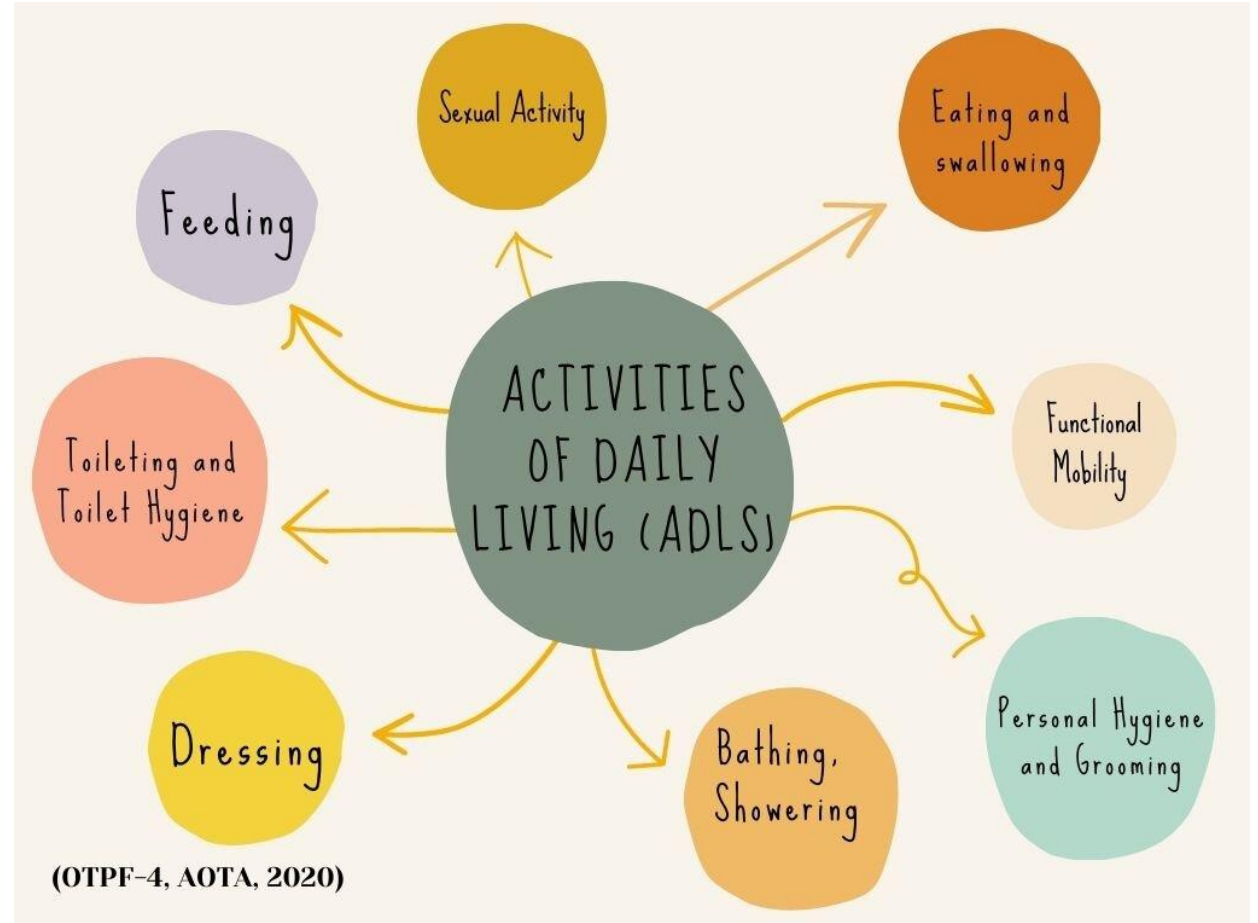 Sexual Activity
Eating and
swallowing
Feeding
ACTIVITIES
OF DAILY
LIVING (ADLS)
Functional
Mobility
Toileting and
Toilet Hygiene
Personal Hygiene
and Grooming
Dressing
Bathing,
Showering
(OTPF-4, AOTA, 2020)